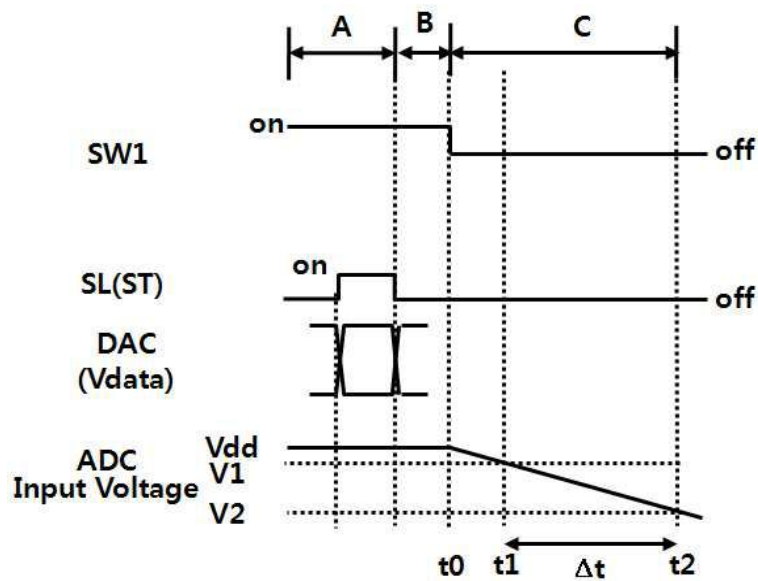 A B C
on
SW1
off
on
SL(ST)
off
DAC
(Vdata)
Vdd
ADC
V1
Input Voltage
V2
t0 t1 Δt t2